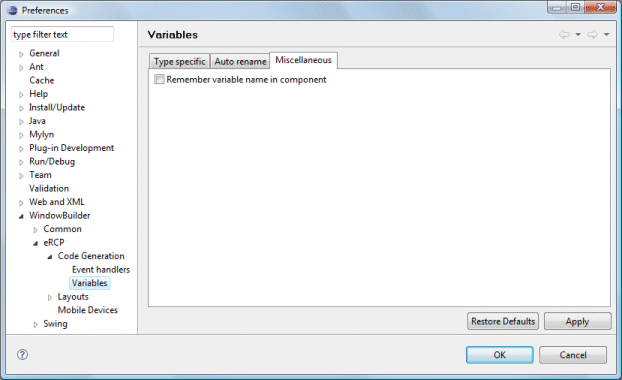 Preferences
type filter text
Variables
General
Ant
Cache
Help
Install/Update
Java
Mylyn
Plug-in Development
Run/Debug
Team
Validation
Web and XML
WindowBuilder
Common
eRCP
Code Generation
Event handlers
Variables
Layouts
Mobile Devices
Swing
Type specific Auto rename Miscellaneous
Remember variable name in component
Restore Defaults Apply
OK Cancel